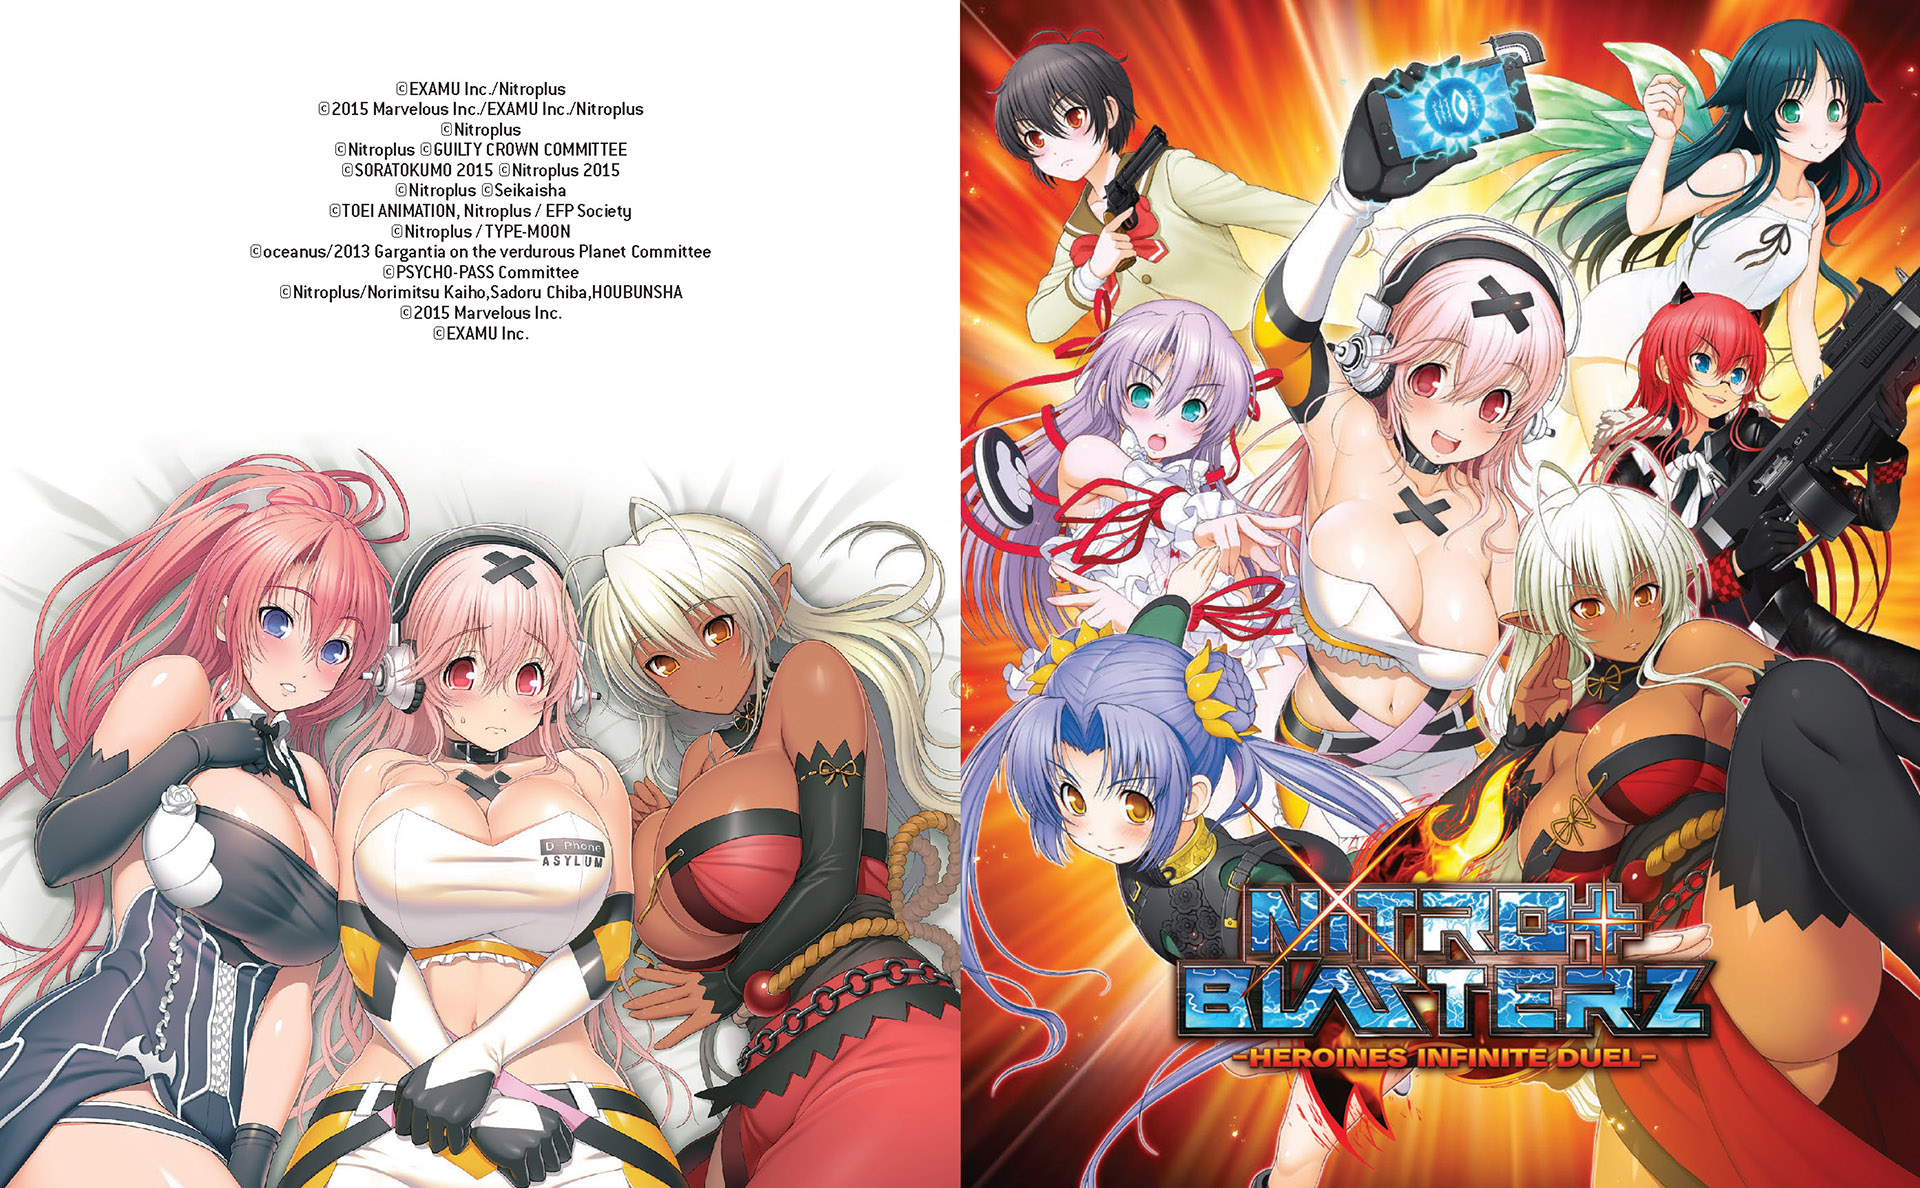 ©EXAMU Inc./Nitroplus
©2015 Marvelous Inc./EXAMU Inc./Nitroplus
©Nitroplus
©Nitroplus ©GUILTY CROWN COMMITTEE
©SORATOKUMO 2015 ©Nitroplus 2015
©Nitroplus ©Seikaisha
©TOEI ANIMATION, Nitroplus / EFP Society
©Nitroplus / TYPE-MOON
©oceanus/2013 Gargantia on the verdurous Planet Committee
©PSYCHO-PASS Committee
©Nitroplus/Norimitsu Kaiho,Sadoru Chiba,HOUBUNSHA
©2015 Marvelous Inc.
©EXAMU Inc.
D-Phone
ASYLUM
NITRO+
BLASTERZ
-HEROINES INFINITE DUEL-